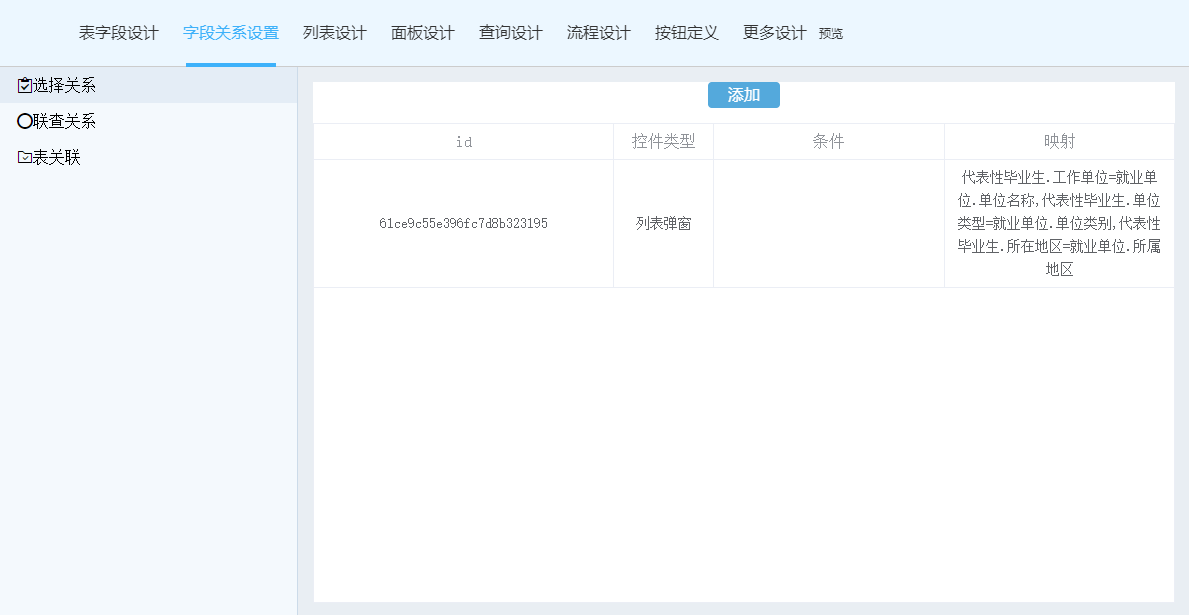 表字段设计 字段关系设置 列表设计 面板设计 查询设计 流程设计 按钮定义 更多设计 预览
选择关系
联查关系
表关联
添加
id 控件类型 条件 映射
61ce9c55e396fc7d8b323195 列表弹窗
代表性毕业生.工作单位=就业单
位.单位名称,代表性毕业生.单位
类型=就业单位.单位类别,代表性
毕业生.所在地区=就业单位.所属
地区